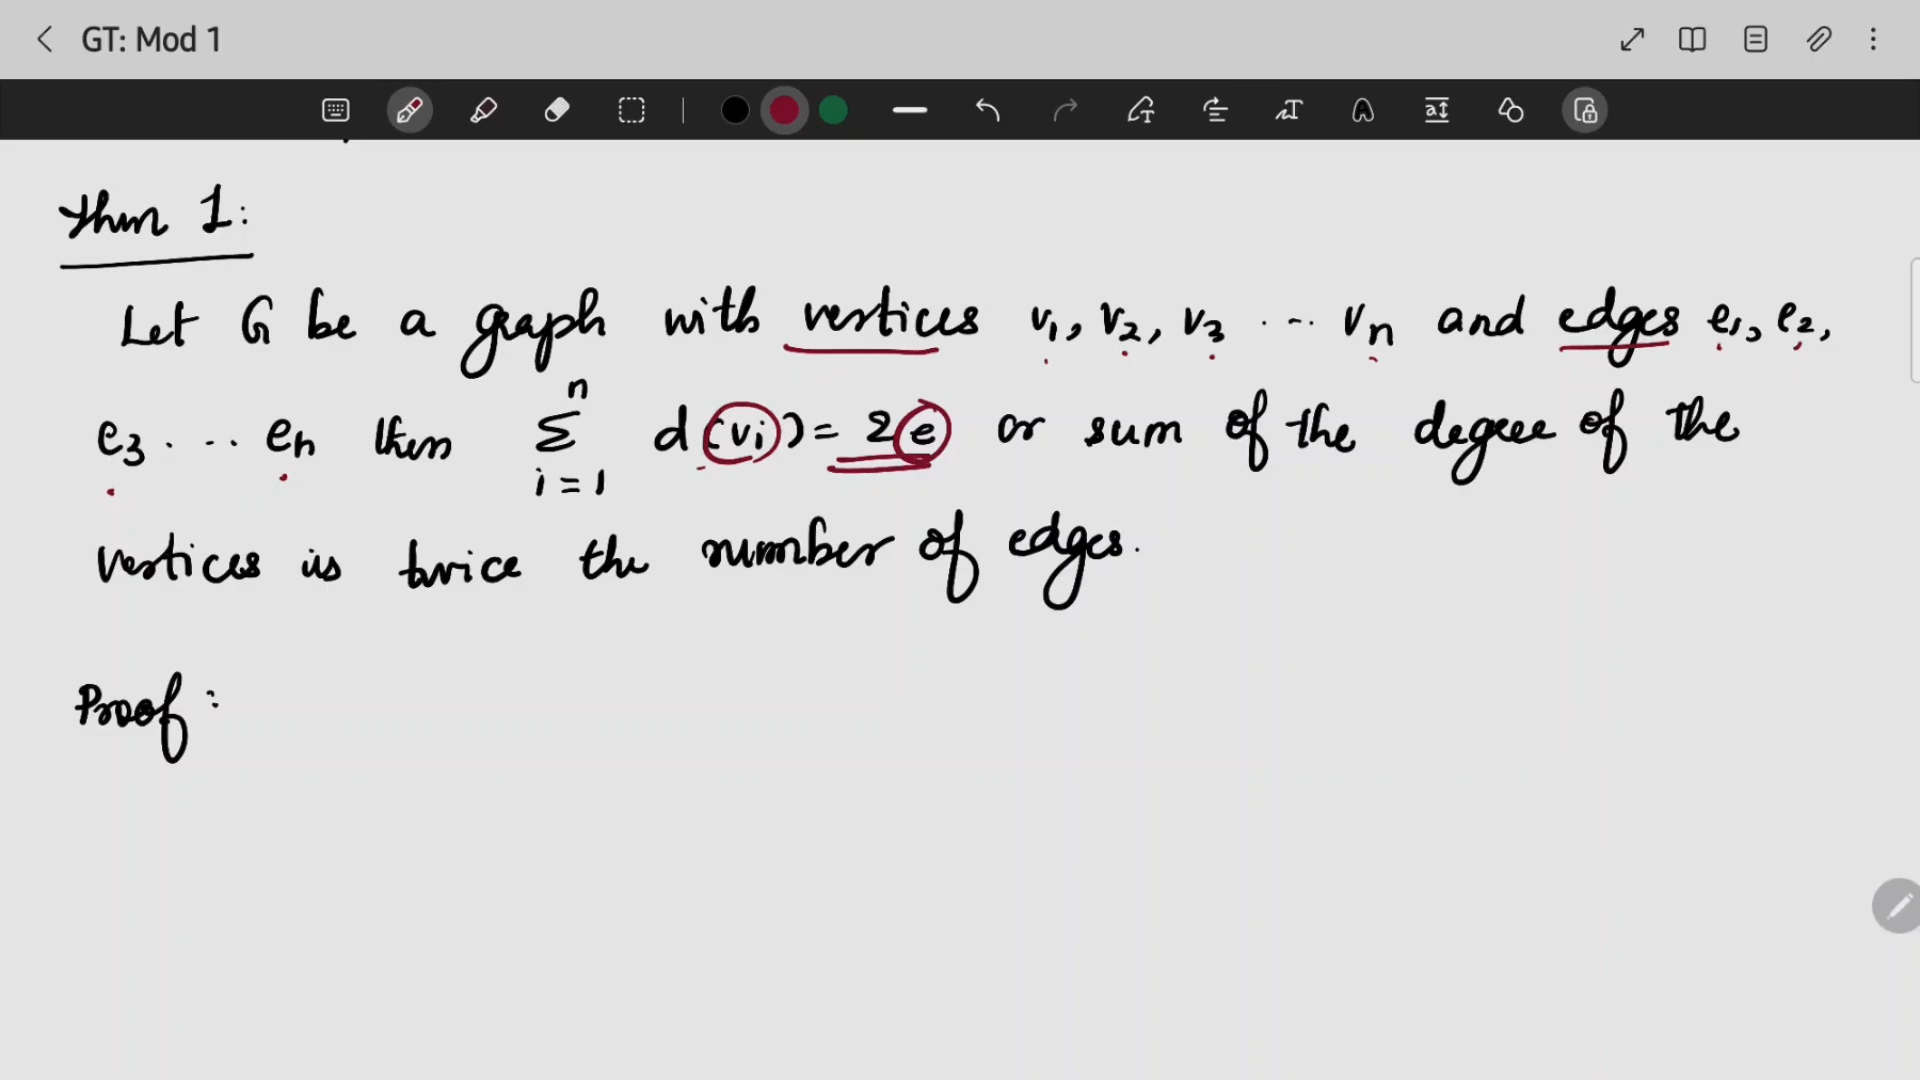 GT: Mod 1
Thm 1:
Let G be a graph with vertices v₁, v₂, v₃ ..... vₙ and edges e₁, e₂,
e₃ ..... eₙ then \sum_{i=1}^{n} d(vᵢ) = 2e or sum of the degree of the
vertices is twice the number of edges.
Proof: